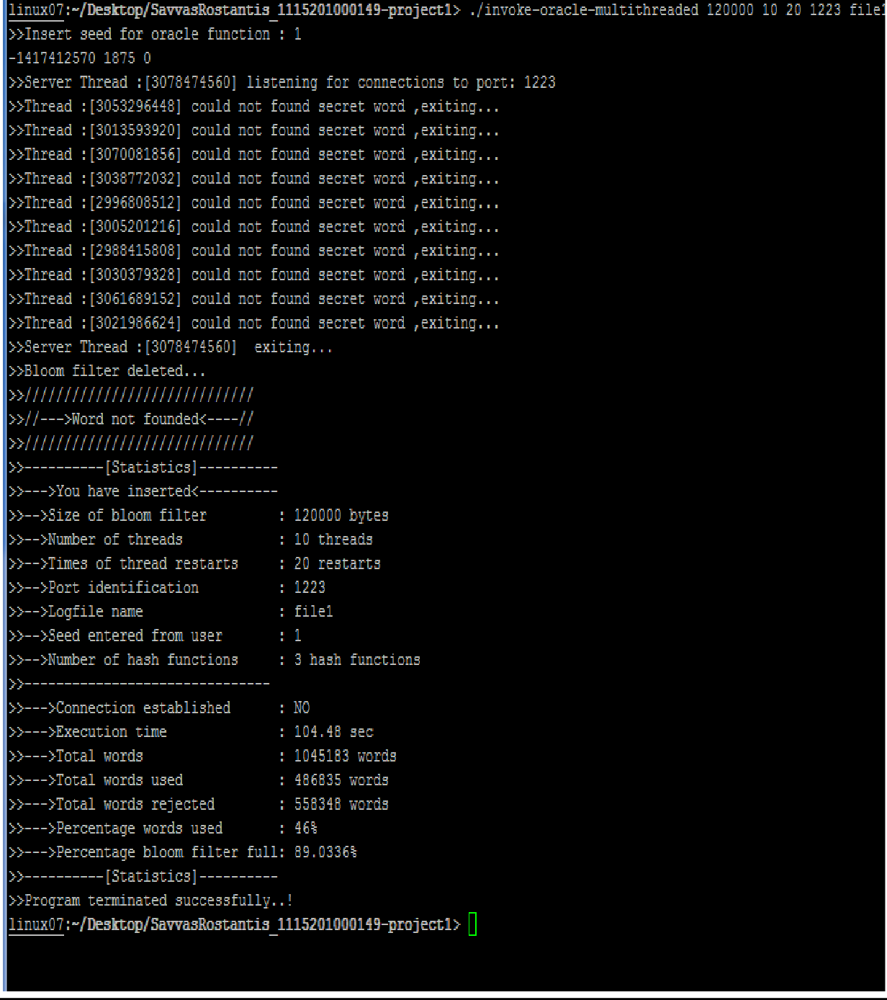 linux07:~/Desktop/SavvasRostantis_1115201000149-project1> ./invoke-oracle-multithreaded 120000 10 20 1223 file1
>>Insert seed for oracle function : 1
-1417412570 1875 0
>>Server Thread :[3078474560] listening for connections to port: 1223
>>Thread :[3053296448] could not found secret word ,exiting...
>>Thread :[3013593920] could not found secret word ,exiting...
>>Thread :[3070081856] could not found secret word ,exiting...
>>Thread :[3038772032] could not found secret word ,exiting...
>>Thread :[2996808512] could not found secret word ,exiting...
>>Thread :[3005201216] could not found secret word ,exiting...
>>Thread :[2988415808] could not found secret word ,exiting...
>>Thread :[3030379328] could not found secret word ,exiting...
>>Thread :[3061689152] could not found secret word ,exiting...
>>Thread :[3021986624] could not found secret word ,exiting...
>>Server Thread :[3078474560]  exiting...
>>Bloom filter deleted...
>>/////////////////////////////
>>//--->Word not founded<----//
>>/////////////////////////////
>>----------[Statistics]----------
>>--->You have inserted<----------
>>-->Size of bloom filter         : 120000 bytes
>>-->Number of threads            : 10 threads
>>-->Times of thread restarts     : 20 restarts
>>-->Port identification          : 1223
>>-->Logfile name                 : file1
>>-->Seed entered from user       : 1
>>-->Number of hash functions     : 3 hash functions
>>-------------------------------
>>--->Connection established      : NO
>>--->Execution time              : 104.48 sec
>>--->Total words                 : 1045183 words
>>--->Total words used            : 486835 words
>>--->Total words rejected        : 558348 words
>>--->Percentage words used       : 46%
>>--->Percentage bloom filter full: 89.0336%
>>----------[Statistics]----------
>>Program terminated successfully..!
linux07:~/Desktop/SavvasRostantis_1115201000149-project1>